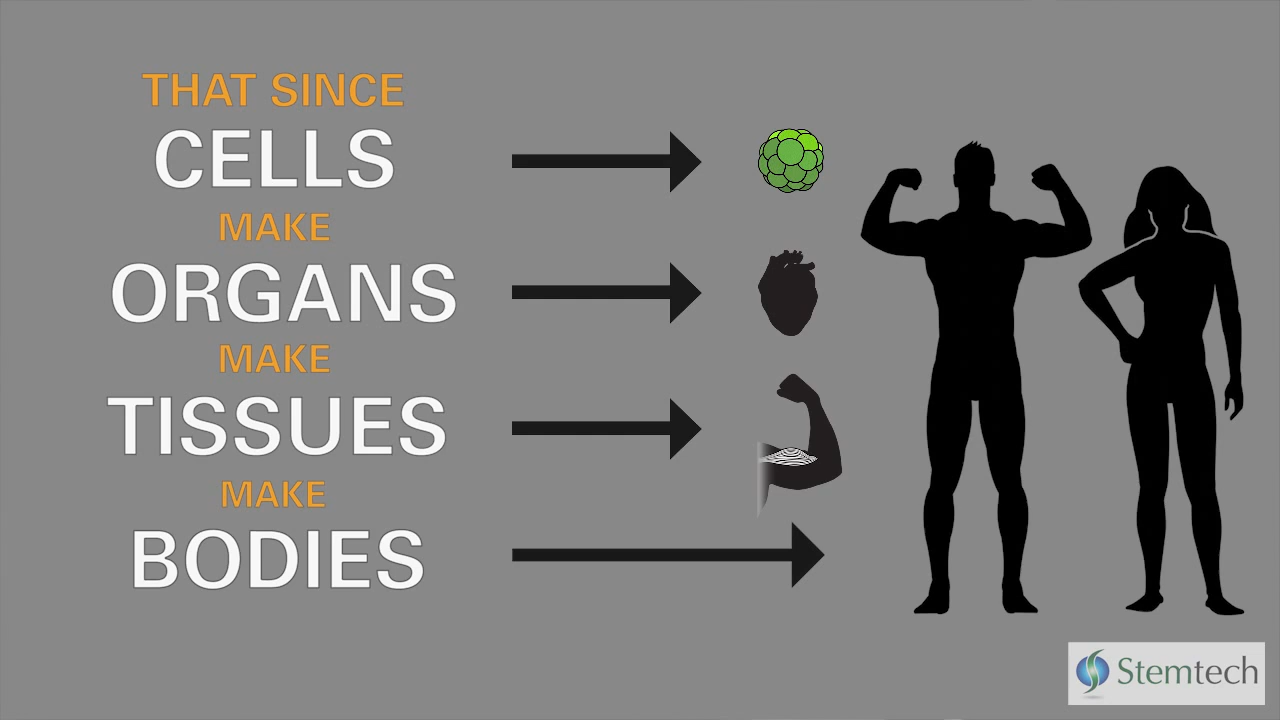 THAT SINCE
CELLS
MAKE
ORGANS
MAKE
TISSUES
MAKE
BODIES
Stemtech